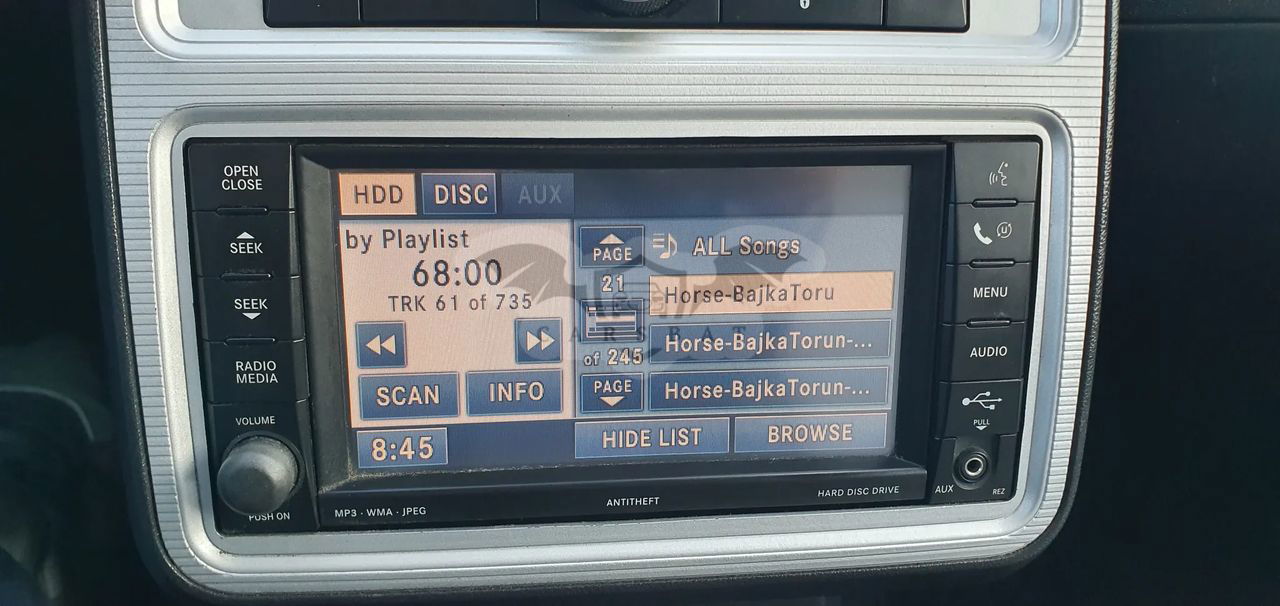 OPEN
CLOSE
SEEK
SEEK
RADIO
MEDIA
VOLUME
PUSH ON
HDD DISC AUX
by Playlist
68:00
TRK 61 of 735
SCAN INFO
8:45
PAGE
21
of 245
PAGE
ALL Songs
Horse-BajkaToru
Horse-BajkaTorun-...
Horse-BajkaTorun-...
HIDE LIST BROWSE
MENU
AUDIO
PULL
AUX REZ
MP3 · WMA · JPEG
ANTITHEFT
HARD DISC DRIVE
CARSBAT